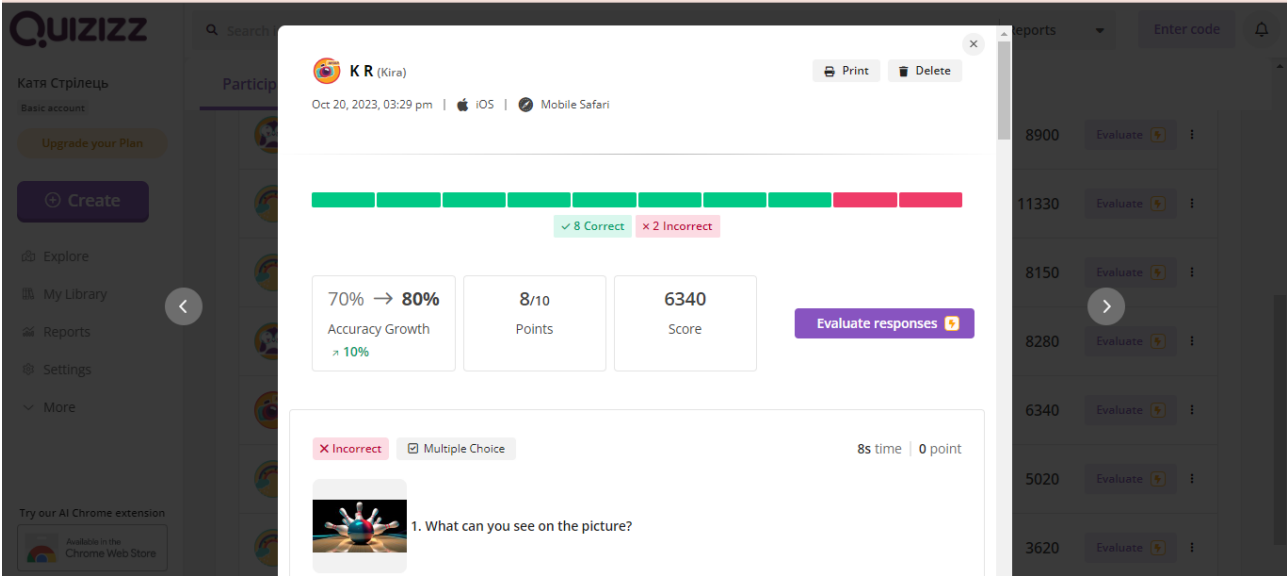 QUIZIZZ
Search
Reports
Enter code
Катя Стрілець
Basic account
Upgrade your Plan
Create
Explore
My Library
Reports
Settings
More
Try our AI Chrome extension
Available in the
Chrome Web Store
Particip
K R (Kira)
Print
Delete
Oct 20, 2023, 03:29 pm | iOS | Mobile Safari
8 Correct
2 Incorrect
70% → 80%
Accuracy Growth
10%
8/10
Points
6340
Score
Evaluate responses
Incorrect
Multiple Choice
8s time | 0 point
1. What can you see on the picture?
8900 Evaluate
11330 Evaluate
8150 Evaluate
8280 Evaluate
6340 Evaluate
5020 Evaluate
3620 Evaluate